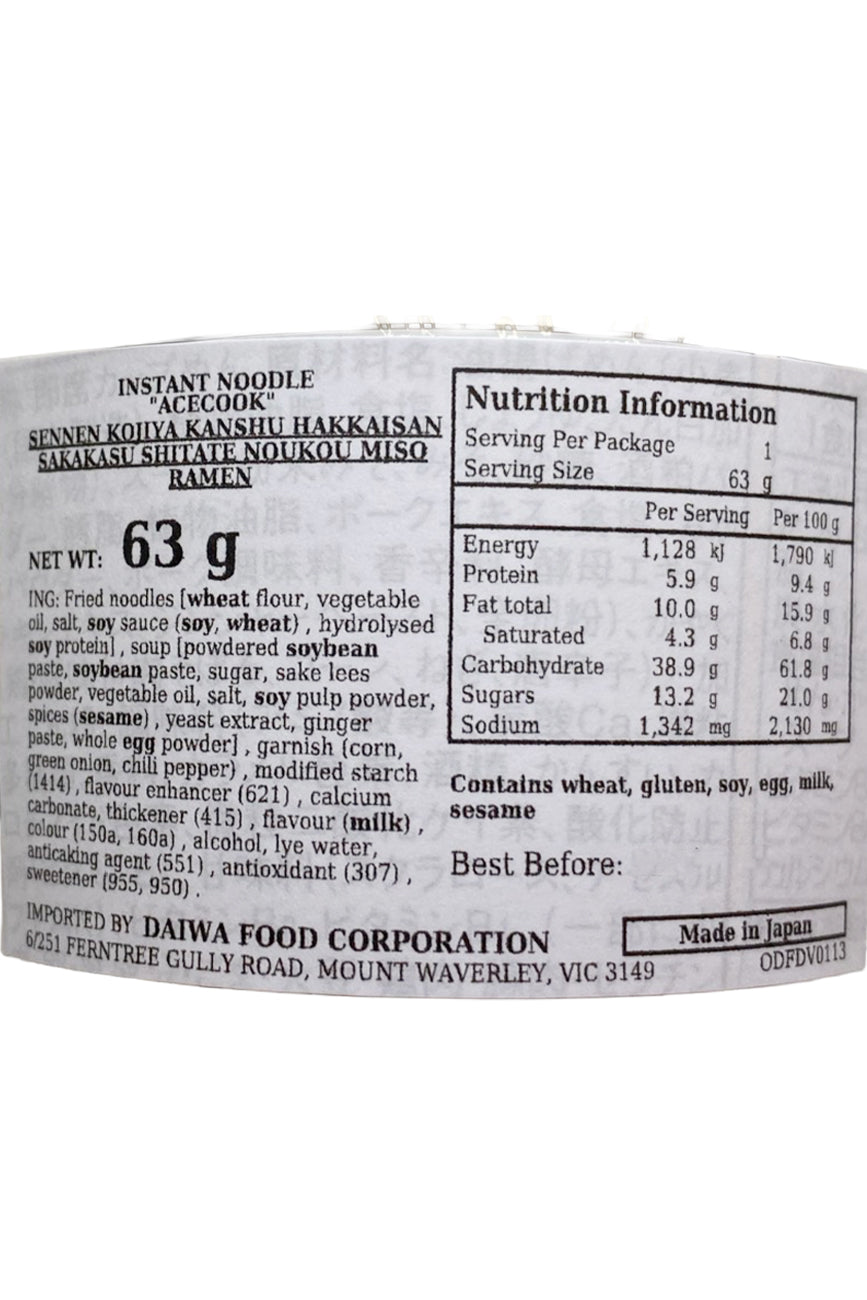 INSTANT NOODLE
"ACECOOK"
SENNEN KOJIYA KANSHU HAKKAISAN
SAKAKASU SHITATE NOUKOU MISO
RAMEN
NET WT: 63 g
ING: Fried noodles [wheat flour, vegetable
oil, salt, soy sauce (soy, wheat) , hydrolysed
soy protein] , soup [powdered soybean
paste, soybean paste, sugar, sake lees
powder, vegetable oil, salt, soy pulp powder,
spices (sesame) , yeast extract, ginger
paste, whole egg powder] , garnish (corn,
green onion, chili pepper) , modified starch
(1414) , flavour enhancer (621) , calcium
carbonate, thickener (415) , flavour (milk) ,
colour (150a, 160a) , alcohol, lye water,
anticaking agent (551) , antioxidant (307) ,
sweetener (955, 950) .
Nutrition Information
Serving Per Package 1
Serving Size 63 g
Per Serving Per 100 g
Energy 1,128 kJ 1,790 kJ
Protein 5.9 g 9.4 g
Fat total 10.0 g 15.9 g
Saturated 4.3 g 6.8 g
Carbohydrate 38.9 g 61.8 g
Sugars 13.2 g 21.0 g
Sodium 1,342 mg 2,130 mg
Contains wheat, gluten, soy, egg, milk,
sesame
Best Before:
IMPORTED BY DAIWA FOOD CORPORATION
6/251 FERNTREE GULLY ROAD, MOUNT WAVERLEY, VIC 3149
Made in Japan
ODFDV0113